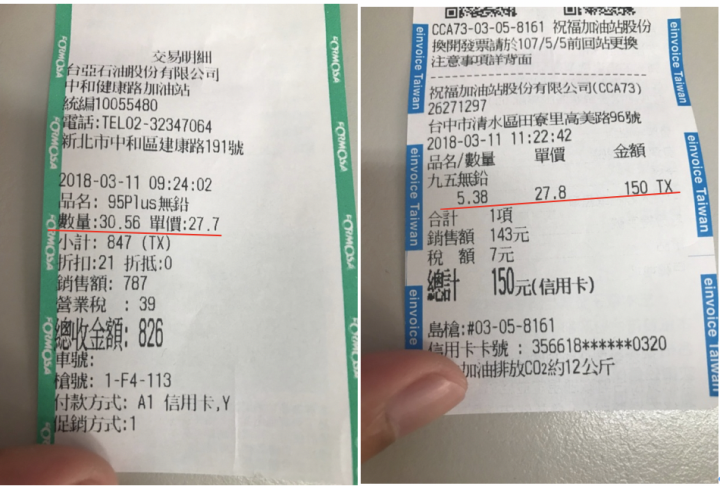 交易明細
台亞石油股份有限公司
中和健康路加油站
統編10055480
電話:TEL02-32347064
新北市中和區建康路191號
2018-03-11 09:24:02
品名: 95Plus無鉛
數量:30.56 單價:27.7
小計: 847 (TX)
折扣:21 折抵:0
銷售額: 787
營業稅 : 39
總收金額: 826
車號:
槍號: 1-F4-113
付款方式: A1 信用卡,Y
促銷方式:1
FORMOSA
FORMOSA
FORMOSA
FORMOSA
FORMOSA
CCA73-03-05-8161 祝福加油站股份
換開發票請於107/5/5前回站更換
注意事項詳背面
祝福加油站股份有限公司(CCA73)
26271297
台中市清水區田寮里高美路96號
2018-03-11 11:22:42
品名/數量 單價 金額
九五無鉛
5.38 27.8 150 TX
合計 1項
銷售額 143元
稅 額 7元
總計 150元(信用卡)
島槍:#03-05-8161
信用卡卡號 : 356618******0320
加油排放CO2約12公斤
einvoice Taiwan
einvoice Taiwan
einvoice Taiwan
einvoice Taiwan
einvoice Taiwan